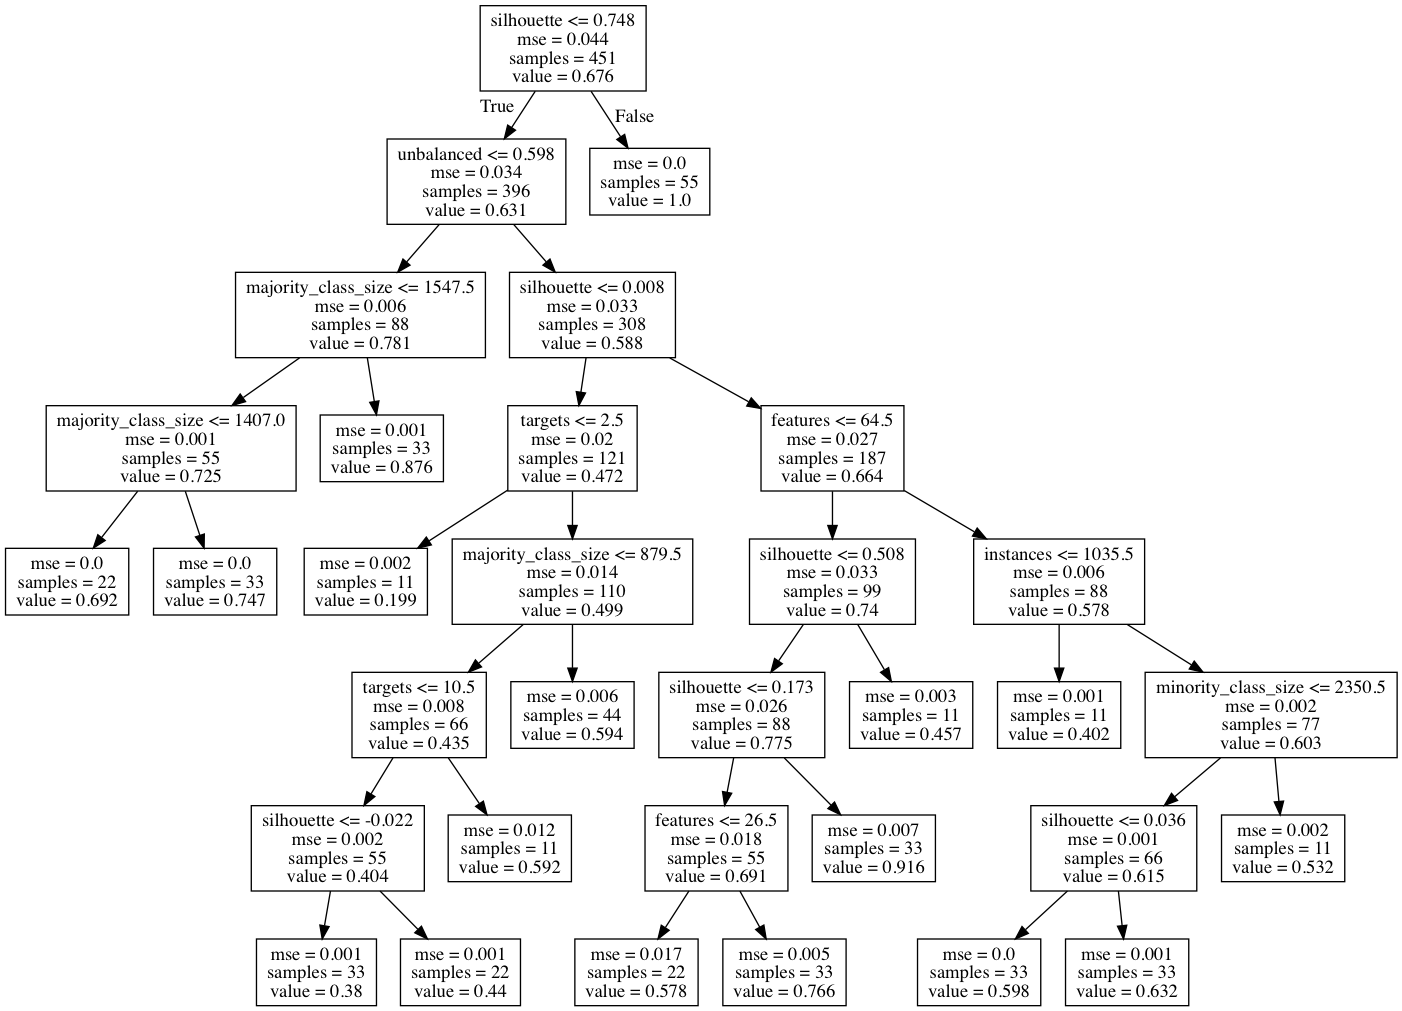 silhouette <= 0.748
mse = 0.044
samples = 451
value = 0.676
True
False
unbalanced <= 0.598
mse = 0.034
samples = 396
value = 0.631
mse = 0.0
samples = 55
value = 1.0
majority_class_size <= 1547.5
mse = 0.006
samples = 88
value = 0.781
silhouette <= 0.008
mse = 0.033
samples = 308
value = 0.588
majority_class_size <= 1407.0
mse = 0.001
samples = 55
value = 0.725
mse = 0.001
samples = 33
value = 0.876
targets <= 2.5
mse = 0.02
samples = 121
value = 0.472
features <= 64.5
mse = 0.027
samples = 187
value = 0.664
mse = 0.0
samples = 22
value = 0.692
mse = 0.0
samples = 33
value = 0.747
mse = 0.002
samples = 11
value = 0.199
majority_class_size <= 879.5
mse = 0.014
samples = 110
value = 0.499
silhouette <= 0.508
mse = 0.033
samples = 99
value = 0.74
instances <= 1035.5
mse = 0.006
samples = 88
value = 0.578
targets <= 10.5
mse = 0.008
samples = 66
value = 0.435
mse = 0.006
samples = 44
value = 0.594
silhouette <= 0.173
mse = 0.026
samples = 88
value = 0.775
mse = 0.003
samples = 11
value = 0.457
mse = 0.001
samples = 11
value = 0.402
minority_class_size <= 2350.5
mse = 0.002
samples = 77
value = 0.603
silhouette <= -0.022
mse = 0.002
samples = 55
value = 0.404
mse = 0.012
samples = 11
value = 0.592
features <= 26.5
mse = 0.018
samples = 55
value = 0.691
mse = 0.007
samples = 33
value = 0.916
silhouette <= 0.036
mse = 0.001
samples = 66
value = 0.615
mse = 0.002
samples = 11
value = 0.532
mse = 0.001
samples = 33
value = 0.38
mse = 0.001
samples = 22
value = 0.44
mse = 0.017
samples = 22
value = 0.578
mse = 0.005
samples = 33
value = 0.766
mse = 0.0
samples = 33
value = 0.598
mse = 0.001
samples = 33
value = 0.632